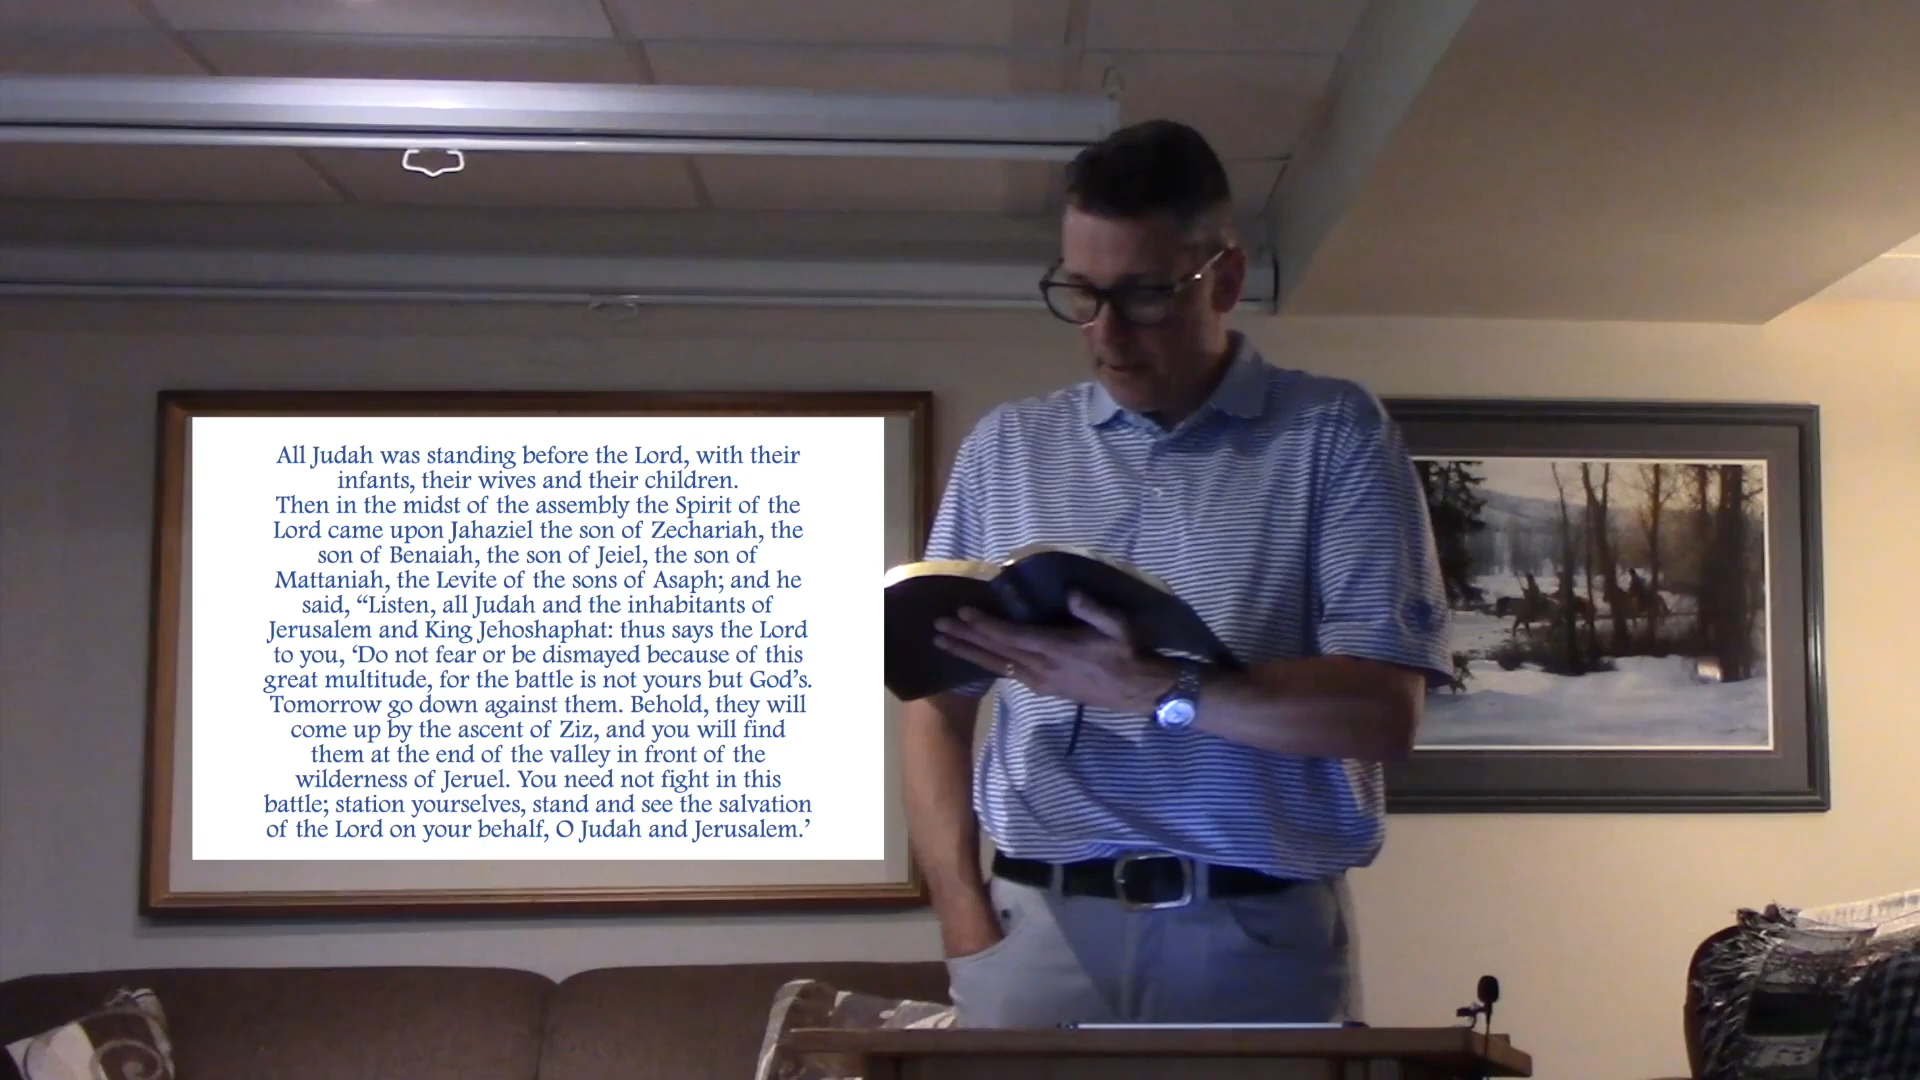 All Judah was standing before the Lord, with their
infants, their wives and their children.
Then in the midst of the assembly the Spirit of the
Lord came upon Jahaziel the son of Zechariah, the
son of Benaiah, the son of Jeiel, the son of
Mattaniah, the Levite of the sons of Asaph; and he
said, “Listen, all Judah and the inhabitants of
Jerusalem and King Jehoshaphat: thus says the Lord
to you, ‘Do not fear or be dismayed because of this
great multitude, for the battle is not yours but God’s.
Tomorrow go down against them. Behold, they will
come up by the ascent of Ziz, and you will find
them at the end of the valley in front of the
wilderness of Jeruel. You need not fight in this
battle; station yourselves, stand and see the salvation
of the Lord on your behalf, O Judah and Jerusalem.’